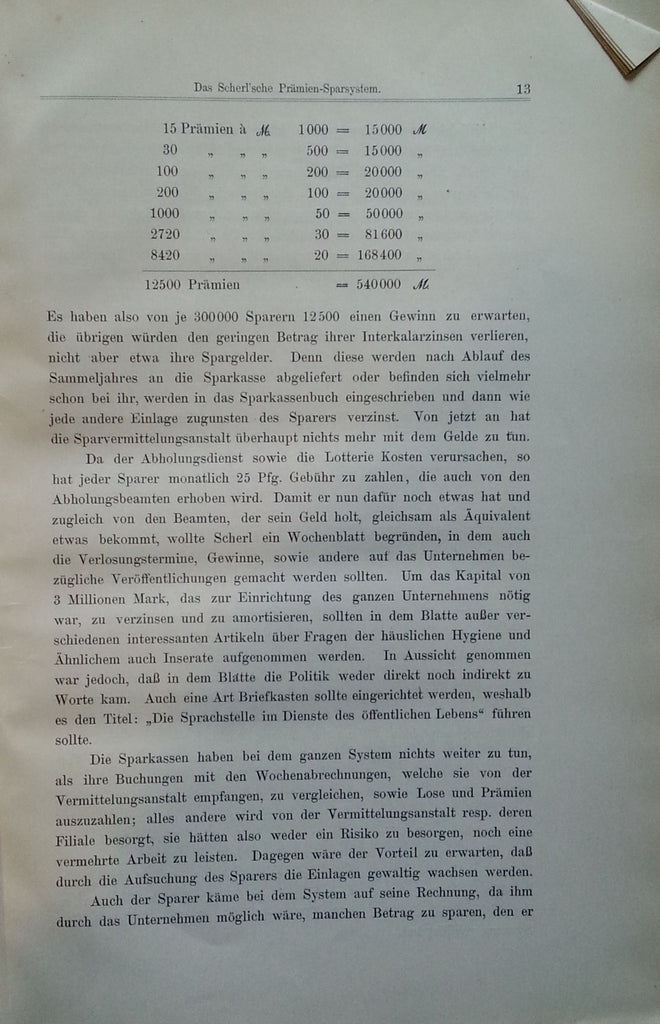 Das Scherl'sche Prämien-Sparsystem. 13
15 Prämien à ℳ 1000 = 15000 ℳ
30 „ „ „ 500 = 15000 „
100 „ „ „ 200 = 20000 „
200 „ „ „ 100 = 20000 „
1000 „ „ „ 50 = 50000 „
2720 „ „ „ 30 = 81600 „
8420 „ „ „ 20 = 168400 „
12500 Prämien = 540000 ℳ
Es haben also von je 300000 Sparern 12500 einen Gewinn zu erwarten,
die übrigen würden den geringen Betrag ihrer Interkalarzinsen verlieren,
nicht aber etwa ihre Spargelder. Denn diese werden nach Ablauf des
Sammeljahres an die Sparkasse abgeliefert oder befinden sich vielmehr
schon bei ihr, werden in das Sparkassenbuch eingeschrieben und dann wie
jede andere Einlage zugunsten des Sparers verzinst. Von jetzt an hat
die Sparvermittelungsanstalt überhaupt nichts mehr mit dem Gelde zu tun.
Da der Abholungsdienst sowie die Lotterie Kosten verursachen, so
hat jeder Sparer monatlich 25 Pfg. Gebühr zu zahlen, die auch von den
Abholungsbeamten erhoben wird. Damit er nun dafür noch etwas hat und
zugleich von den Beamten, der sein Geld holt, gleichsam als Äquivalent
etwas bekommt, wollte Scherl ein Wochenblatt begründen, in dem auch
die Verlosungstermine, Gewinne, sowie andere auf das Unternehmen be-
zügliche Veröffentlichungen gemacht werden sollten. Um das Kapital von
3 Millionen Mark, das zur Einrichtung des ganzen Unternehmens nötig
war, zu verzinsen und zu amortisieren, sollten in dem Blatte außer ver-
schiedenen interessanten Artikeln über Fragen der häuslichen Hygiene und
Ähnlichem auch Inserate aufgenommen werden. In Aussicht genommen
war jedoch, daß in dem Blatte die Politik weder direkt noch indirekt zu
Worte kam. Auch eine Art Briefkasten sollte eingerichtet werden, weshalb
es den Titel: „Die Sprachstelle im Dienste des öffentlichen Lebens“ führen
sollte.
Die Sparkassen haben bei dem ganzen System nichts weiter zu tun,
als ihre Buchungen mit den Wochenabrechnungen, welche sie von der
Vermittelungsanstalt empfangen, zu vergleichen, sowie Lose und Prämien
auszuzahlen; alles andere wird von der Vermittelungsanstalt resp. deren
Filiale besorgt, sie hätten also weder ein Risiko zu besorgen, noch eine
vermehrte Arbeit zu leisten. Dagegen wäre der Vorteil zu erwarten, daß
durch die Aufsuchung des Sparers die Einlagen gewaltig wachsen werden.
Auch der Sparer käme bei dem System auf seine Rechnung, da ihm
durch das Unternehmen möglich wäre, manchen Betrag zu sparen, den er